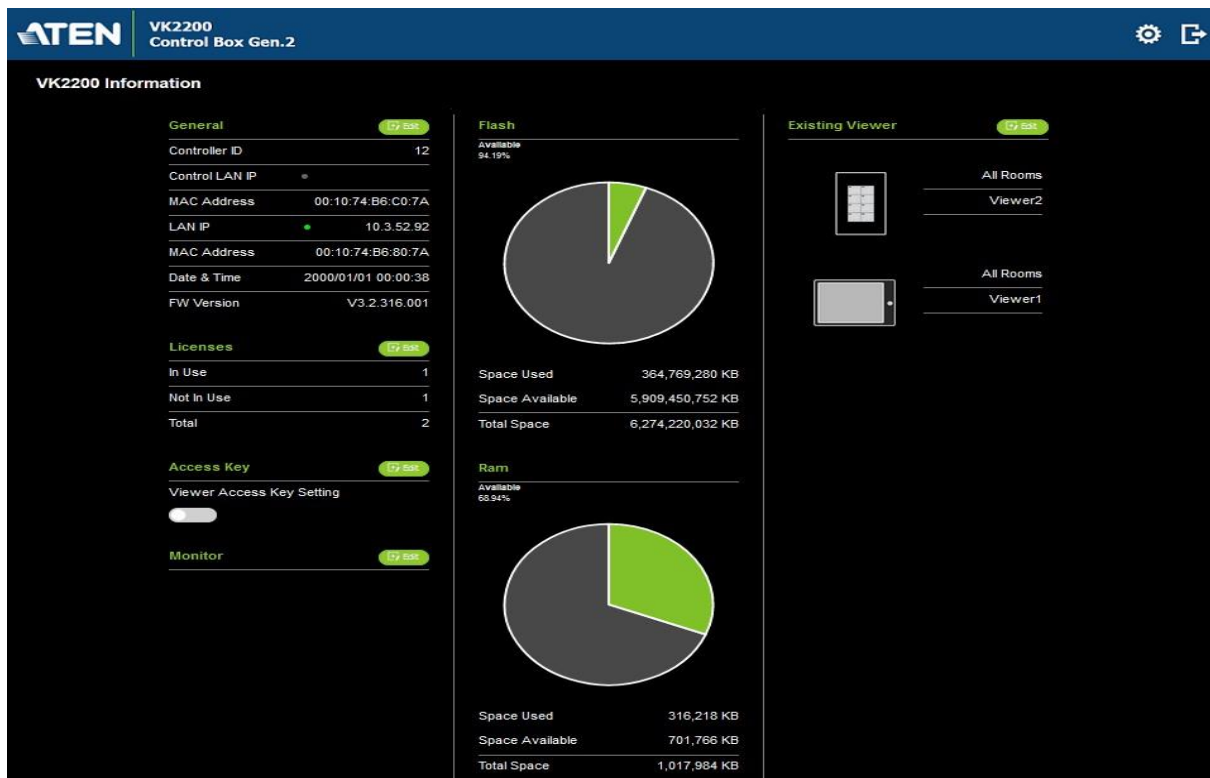 ATEN
VK2200
Control Box Gen.2
VK2200 Information
General Edit
Controller ID 12
Control LAN IP
MAC Address 00:10:74:B6:C0:7A
LAN IP 10.3.52.92
MAC Address 00:10:74:B6:80:7A
Date & Time 2000/01/01 00:00:38
FW Version V3.2.316.001
Licenses Edit
In Use 1
Not In Use 1
Total 2
Access Key Edit
Viewer Access Key Setting
Monitor Edit
Flash
Available
94.19%
Space Used 364,769,280 KB
Space Available 5,909,450,752 KB
Total Space 6,274,220,032 KB
Ram
Available
68.94%
Space Used 316,218 KB
Space Available 701,766 KB
Total Space 1,017,984 KB
Existing Viewer Edit
All Rooms
Viewer2
All Rooms
Viewer1